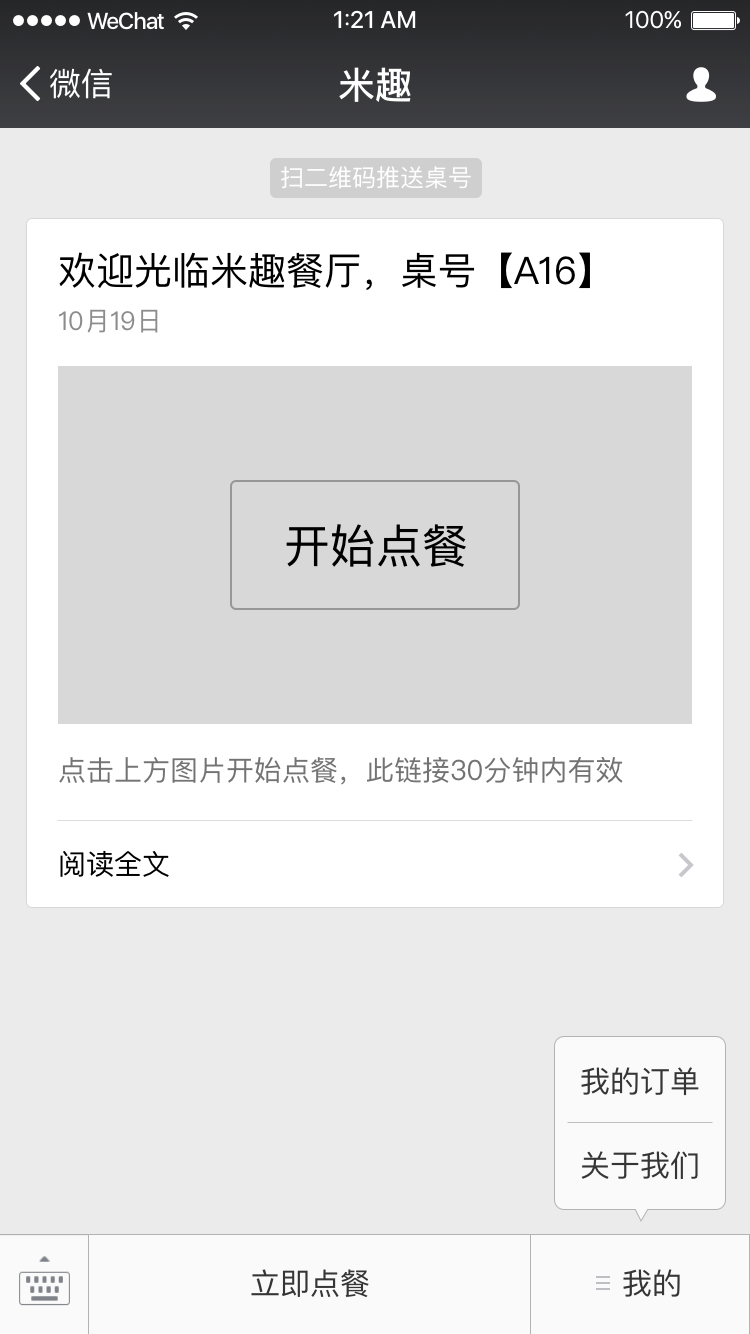 WeChat 1:21 AM 100%
微信 米趣
扫二维码推送桌号
欢迎光临米趣餐厅，桌号【A16】
10月19日
开始点餐
点击上方图片开始点餐，此链接30分钟内有效
阅读全文
我的订单
关于我们
立即点餐 我的